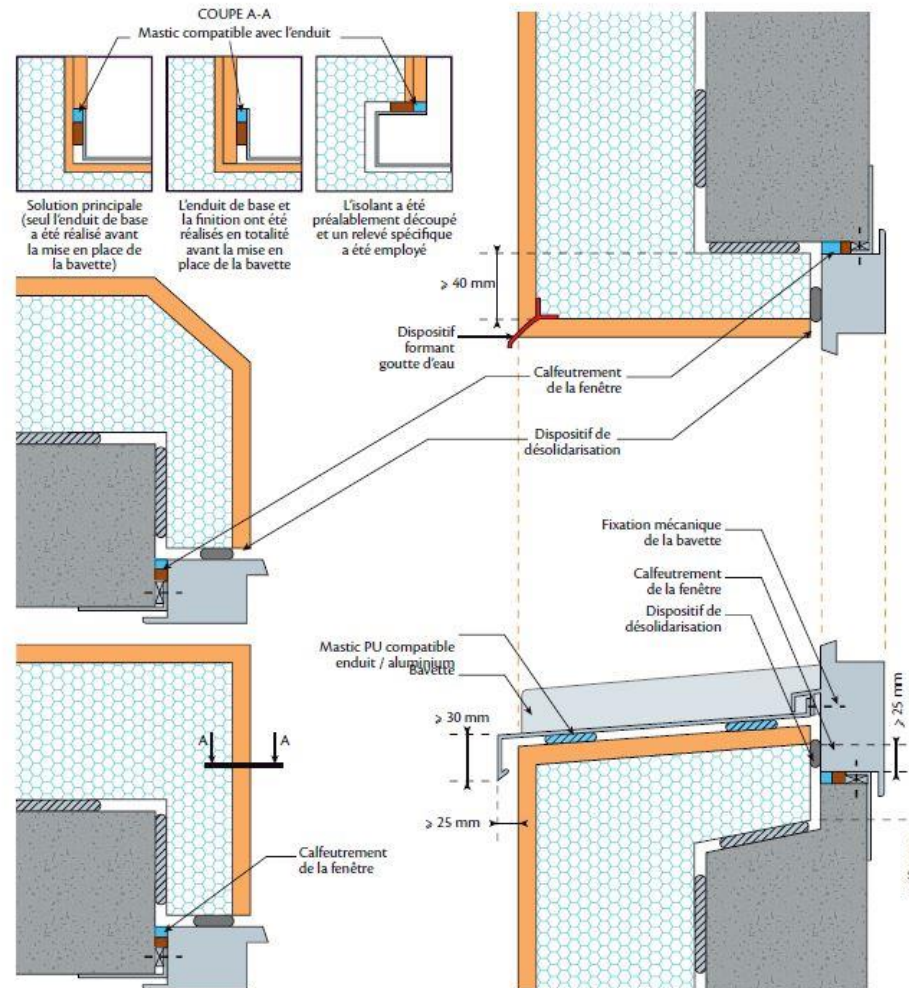 COUPE A-A
Mastic compatible avec l'enduit
Solution principale
(seul l'enduit de base
a été réalisé avant
la mise en place de
la bavette)
L'enduit de base et
la finition ont été
réalisés en totalité
avant la mise en
place de la bavette
L'isolant a été
préalablement découpé
et un relevé spécifique
a été employé
⩾ 40 mm
Dispositif
formant
goutte d'eau
Calfeutrement
de la fenêtre
Dispositif de
désolidarisation
Fixation mécanique
de la bavette
Calfeutrement
de la fenêtre
Dispositif de
désolidarisation
Mastic PU compatible
enduit / aluminium
Bavette
⩾ 30 mm
⩾ 25 mm
⩾ 25 mm
A A
Calfeutrement
de la fenêtre